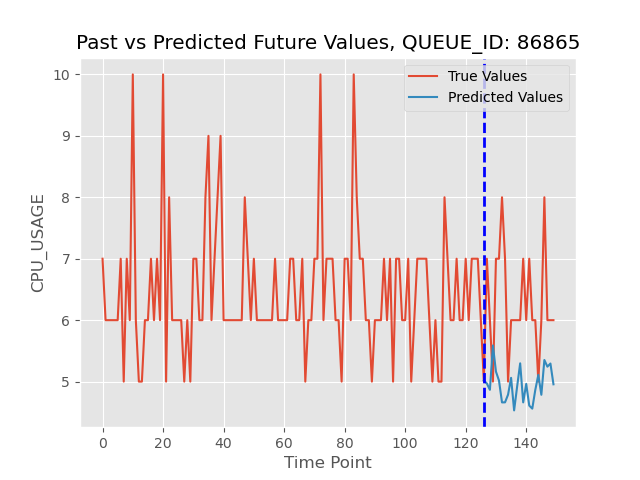 Past vs Predicted Future Values, QUEUE_ID: 86865
True Values
Predicted Values
CPU_USAGE
10
9
8
7
6
5
0 20 40 60 80 100 120 140
Time Point